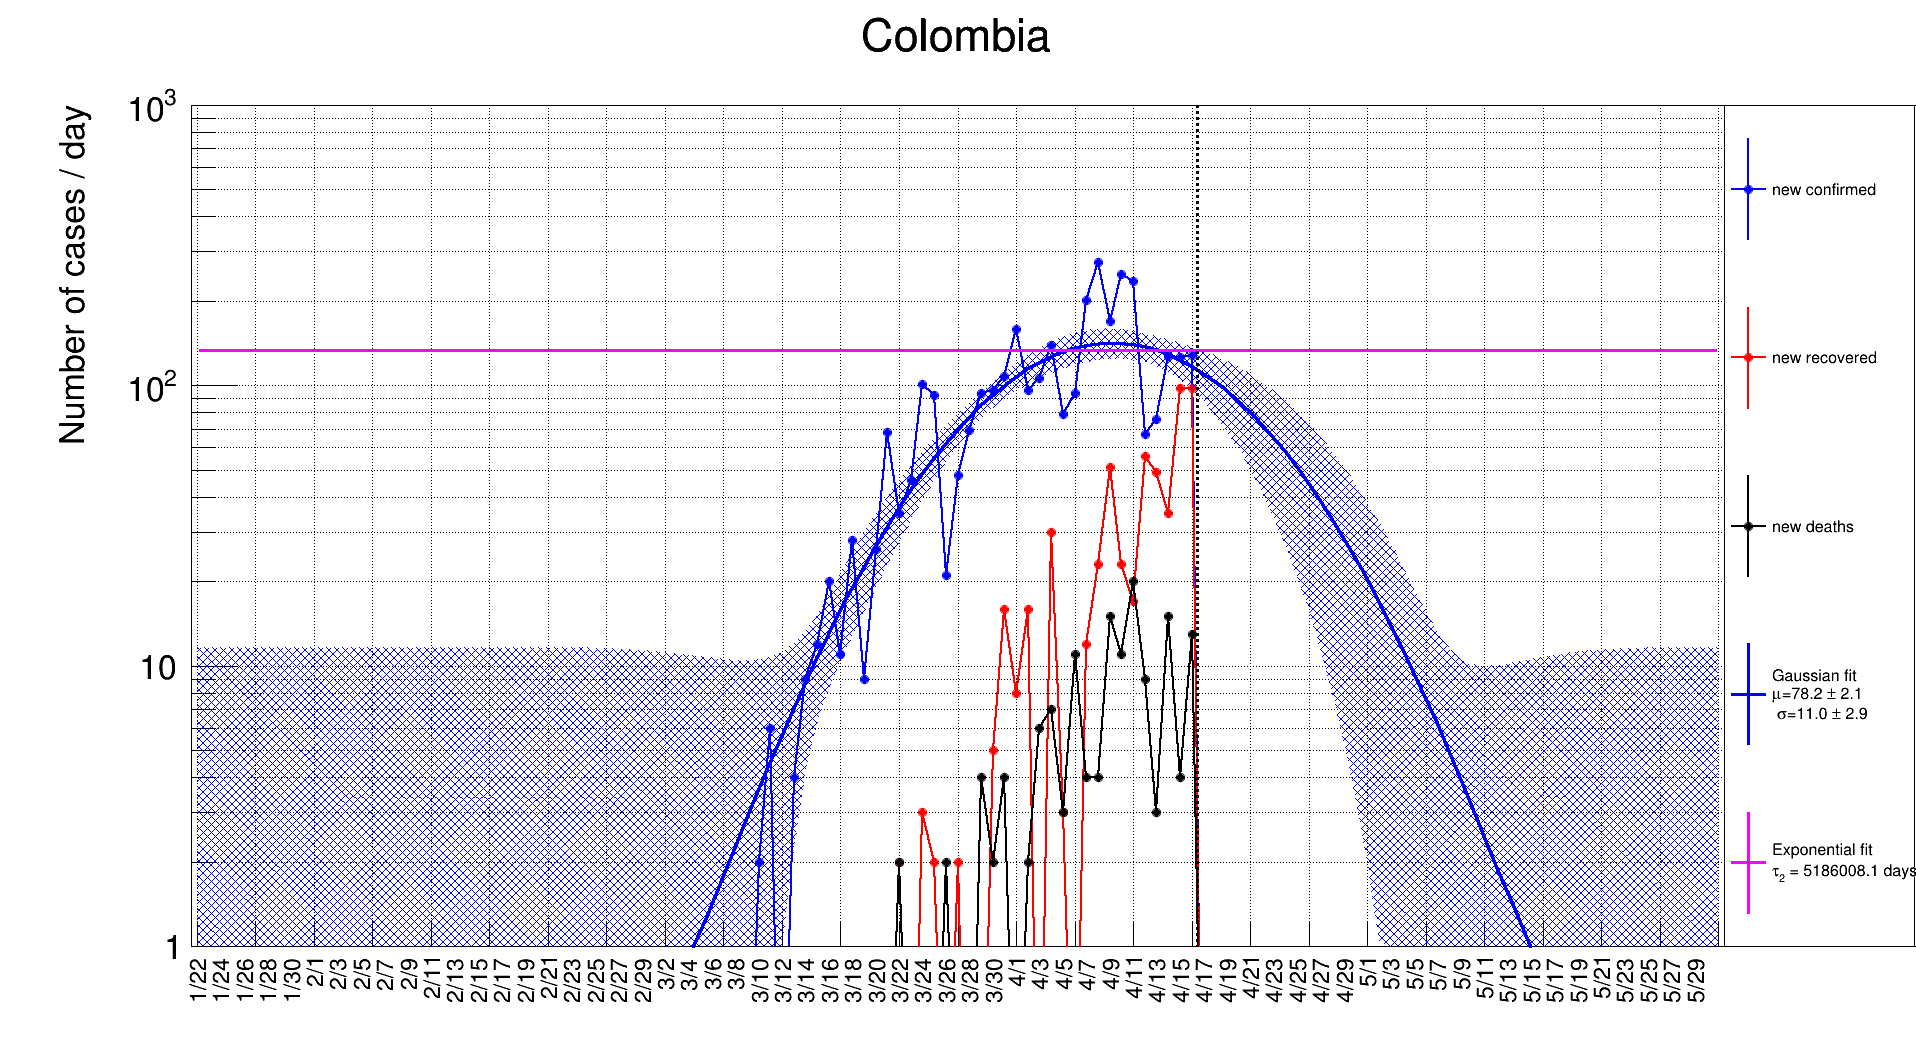 Colombia
Number of cases / day
10³
10²
10
1
1/22 1/24 1/26 1/28 1/30 2/1 2/3 2/5 2/7 2/9 2/11 2/13 2/15 2/17 2/19 2/21 2/23 2/25 2/27 2/29 3/2 3/4 3/6 3/8 3/10 3/12 3/14 3/16 3/18 3/20 3/22 3/24 3/26 3/28 3/30 4/1 4/3 4/5 4/7 4/9 4/11 4/13 4/15 4/17 4/19 4/21 4/23 4/25 4/27 4/29 5/1 5/3 5/5 5/7 5/9 5/11 5/13 5/15 5/17 5/19 5/21 5/23 5/25 5/27 5/29
new confirmed
new recovered
new deaths
Gaussian fit
μ=78.2 ± 2.1
σ=11.0 ± 2.9
Exponential fit
τ₂ = 5186008.1 days